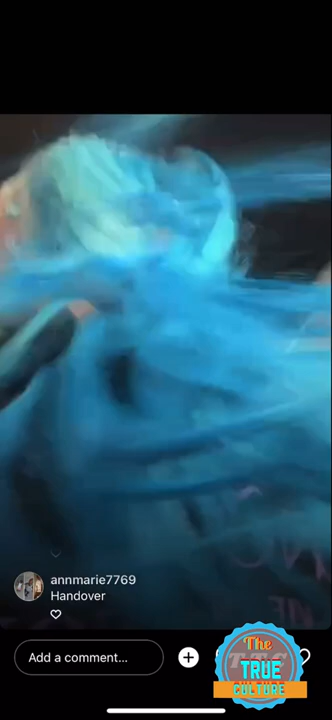 annmarie7769
Handover
Add a comment...
The
TRUE
CULTURE